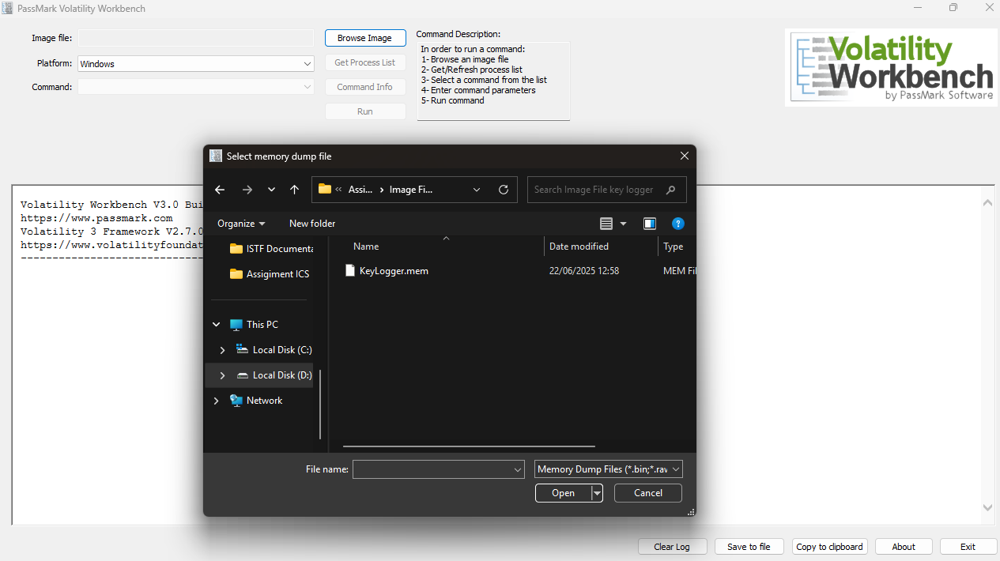 PassMark Volatility Workbench
Image file:
Browse Image
Platform: Windows
Get Process List
Command:
Command Info
Run
Command Description:
In order to run a command:
1- Browse an image file
2- Get/Refresh process list
3- Select a command from the list
4- Enter command parameters
5- Run command
Volatility
Workbench
by PassMark Software
Volatility Workbench V3.0 Bui
https://www.passmark.com
Volatility 3 Framework V2.7.0
https://www.volatilityfoundat
------------------------------
Select memory dump file
« Assi... > Image Fi...
Search Image File key logger
Organize
New folder
ISTF Documenta
Assigiment ICS
This PC
Local Disk (C:)
Local Disk (D:)
Network
Name Date modified Type
KeyLogger.mem 22/06/2025 12:58 MEM Fil
File name:
Memory Dump Files (*.bin;*.rav
Open
Cancel
Clear Log
Save to file
Copy to clipboard
About
Exit